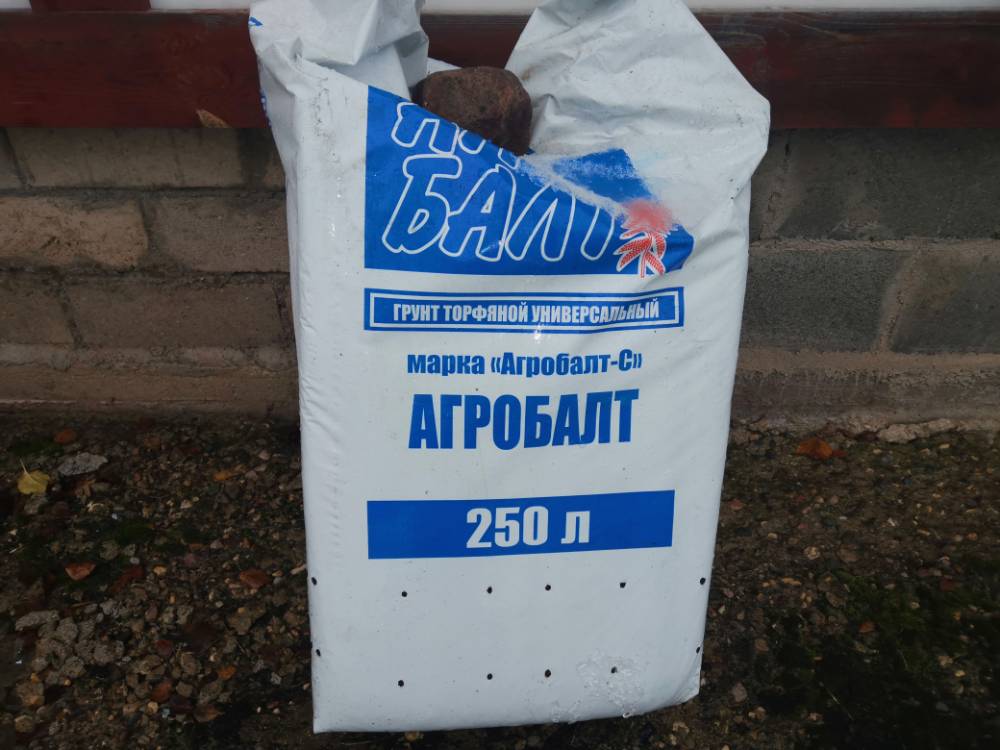 БАЛТ
ГРУНТ ТОРФЯНОЙ УНИВЕРСАЛЬНЫЙ
марка «Агробалт-С»
АГРОБАЛТ
250 л